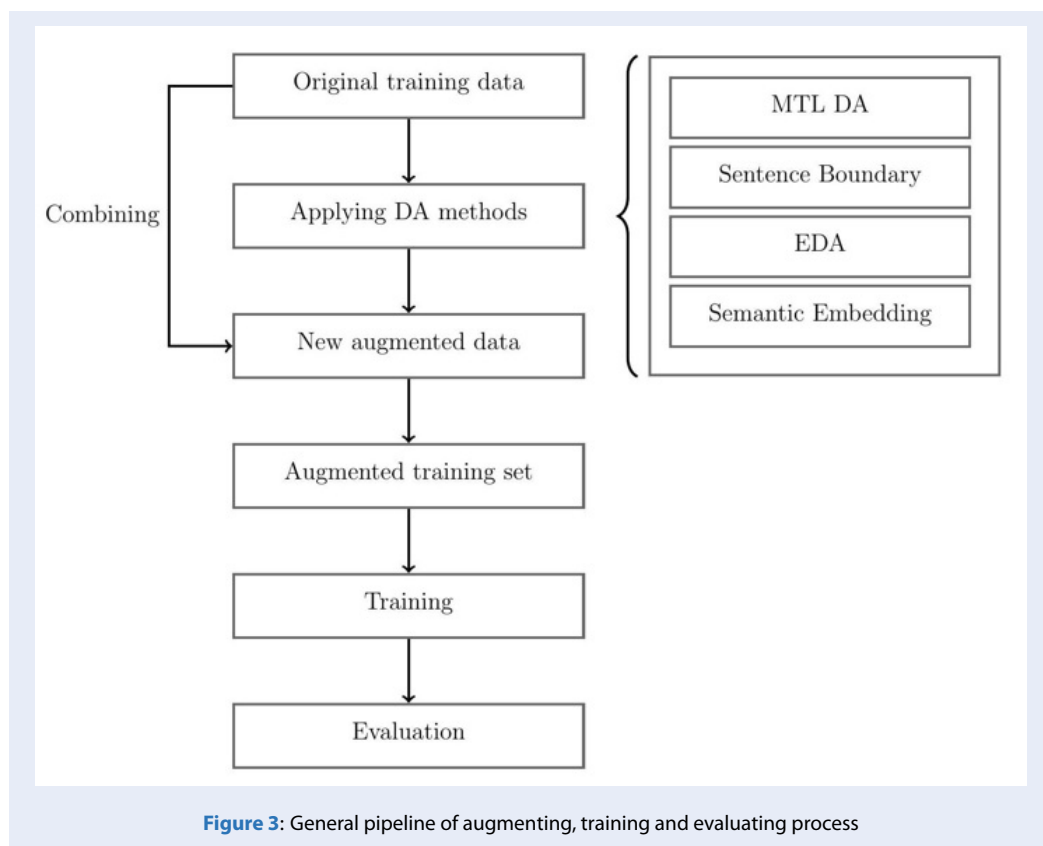 Original training data
MTL DA
Sentence Boundary
Combining
Applying DA methods
EDA
Semantic Embedding
New augmented data
Augmented training set
Training
Evaluation
Figure 3: General pipeline of augmenting, training and evaluating process